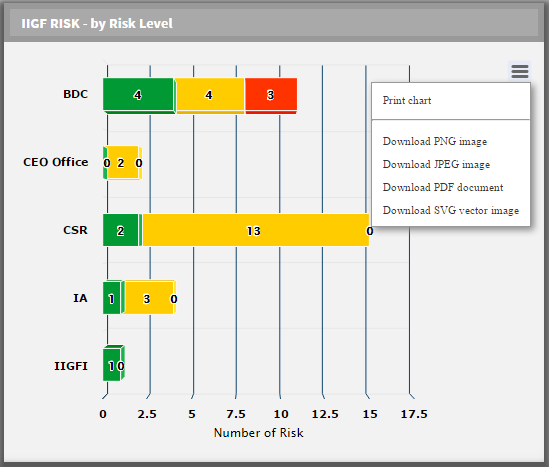 IIGF RISK - by Risk Level
Print chart
Download PNG image
Download JPEG image
Download PDF document
Download SVG vector image
BDC 4 4 3
CEO Office 0 2 0
CSR 2 13 0
IA 1 3 0
IIGFI 1 0
0 2.5 5 7.5 10 12.5 15 17.5
Number of Risk